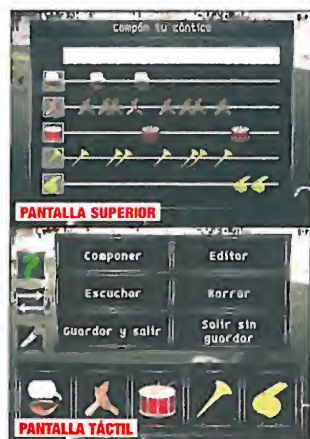 Compón tu cántico
PANTALLA SUPERIOR
?
Componer
Editar
Escuchar
Borrar
Guardar y salir
Salir sin
guardar
PANTALLA TÁCTIL